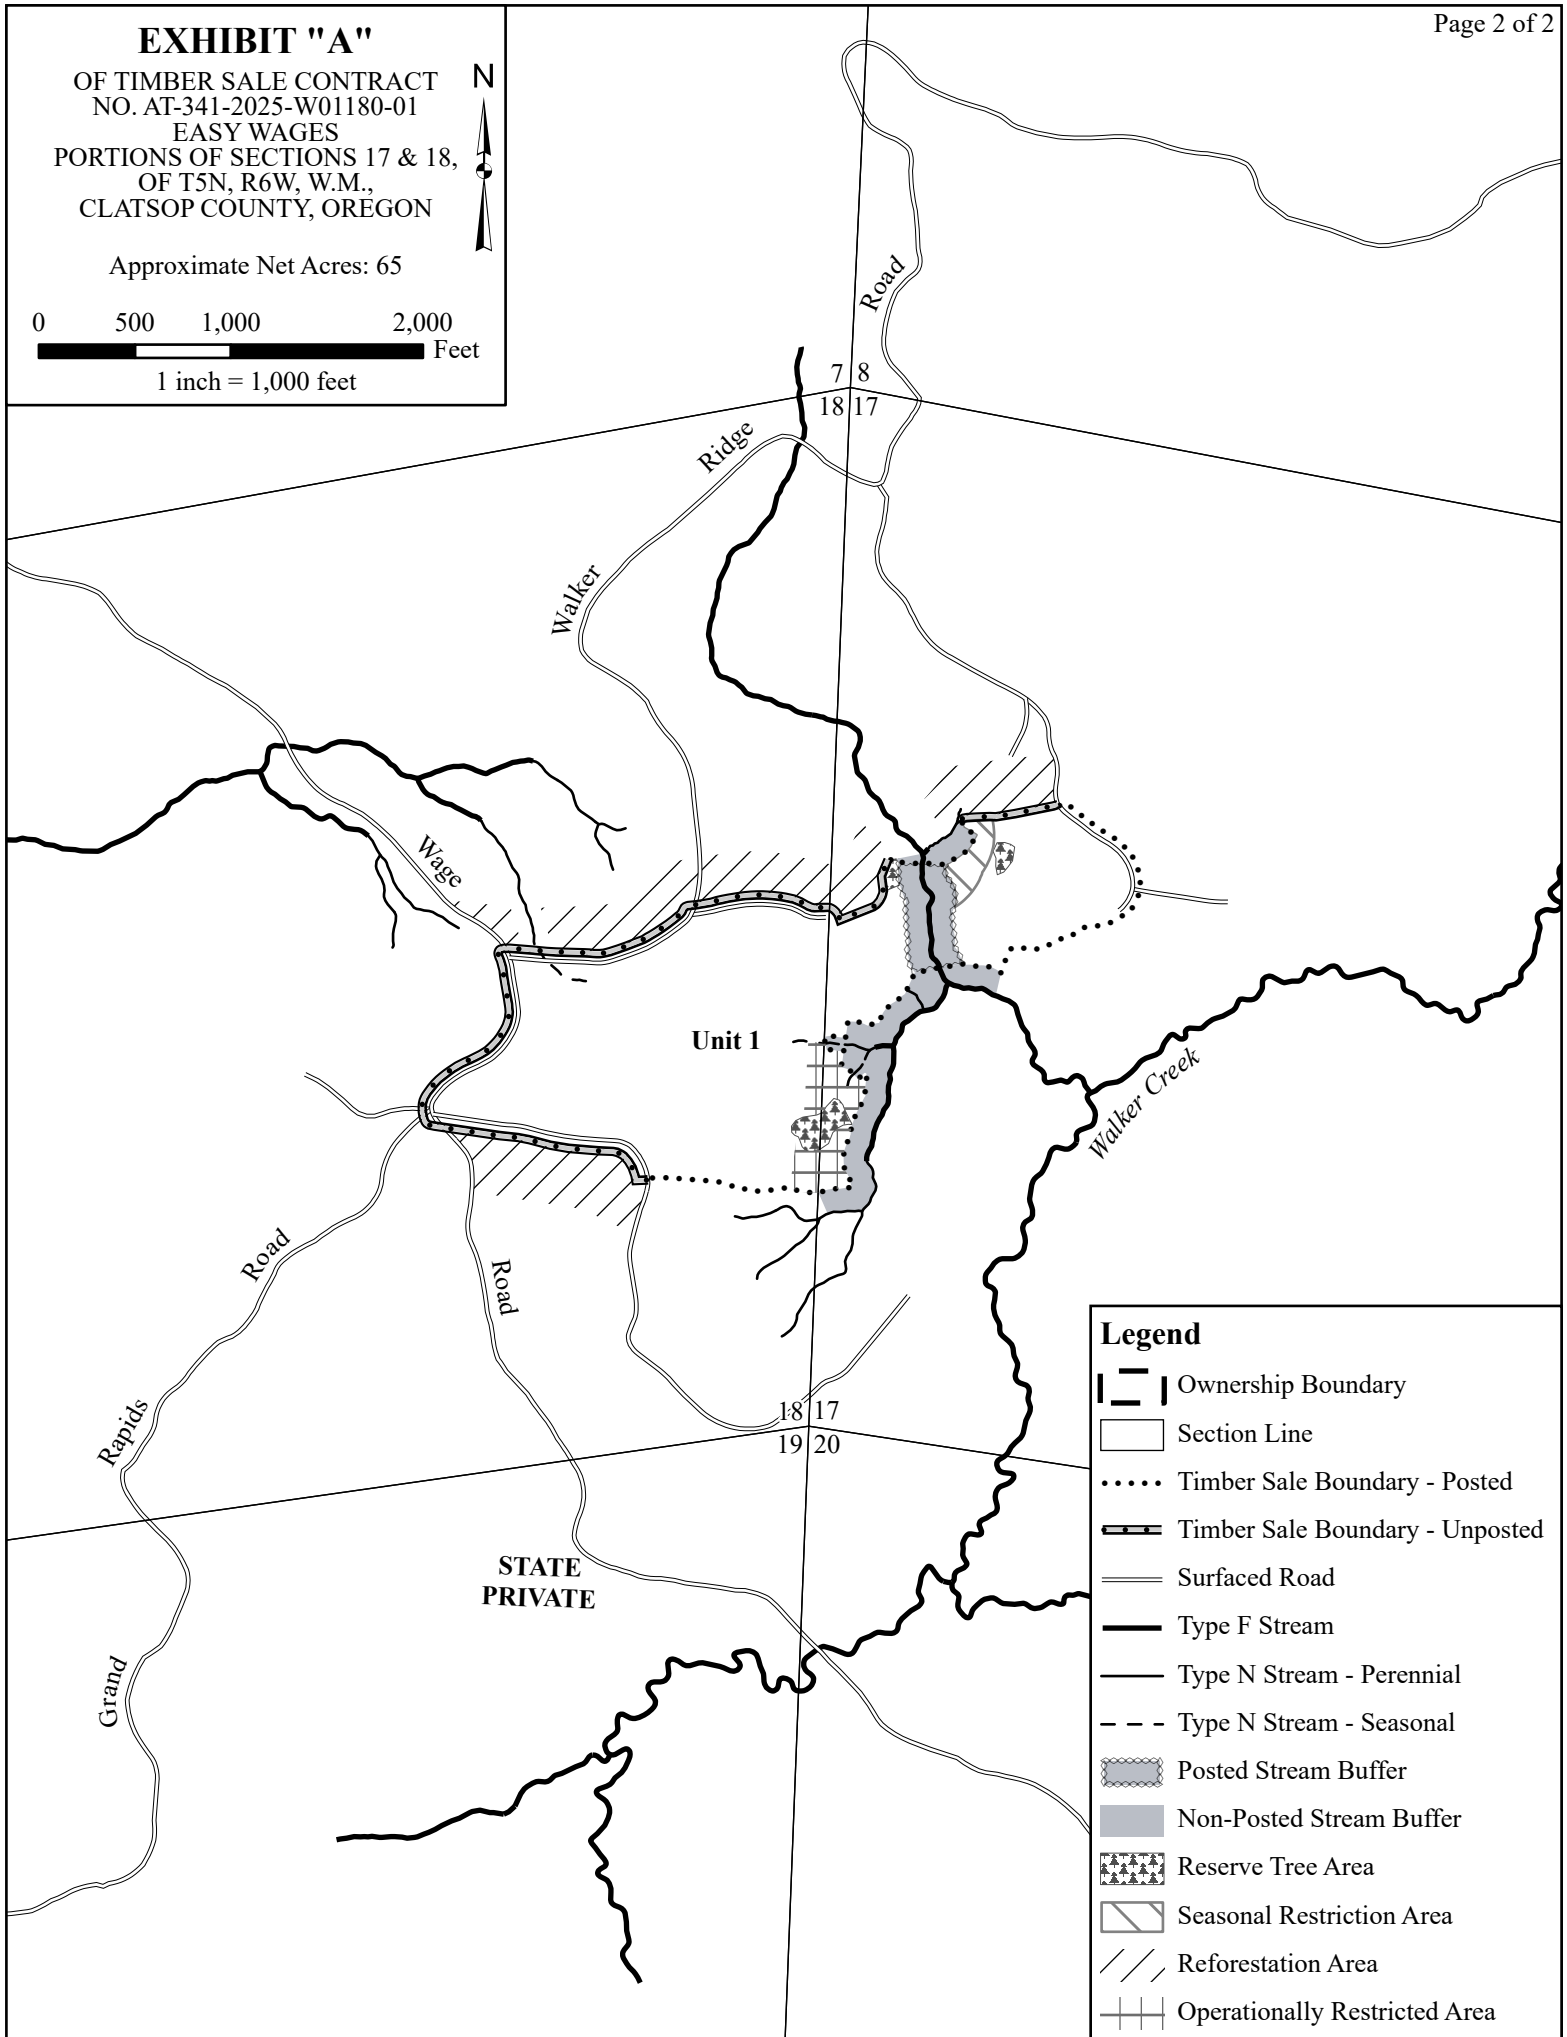 Page 2 of 2
EXHIBIT "A"
OF TIMBER SALE CONTRACT
NO. AT-341-2025-W01180-01
EASY WAGES
PORTIONS OF SECTIONS 17 & 18,
OF T5N, R6W, W.M.,
CLATSOP COUNTY, OREGON
N
Approximate Net Acres: 65
0 500 1,000 2,000
Feet
1 inch = 1,000 feet
Road
7 8
18 17
Ridge
Walker
Wage
Unit 1
Walker Creek
Road
Road
Rapids
18 17
19 20
STATE
PRIVATE
Grand
Legend
Ownership Boundary
Section Line
Timber Sale Boundary - Posted
Timber Sale Boundary - Unposted
Surfaced Road
Type F Stream
Type N Stream - Perennial
Type N Stream - Seasonal
Posted Stream Buffer
Non-Posted Stream Buffer
Reserve Tree Area
Seasonal Restriction Area
Reforestation Area
Operationally Restricted Area